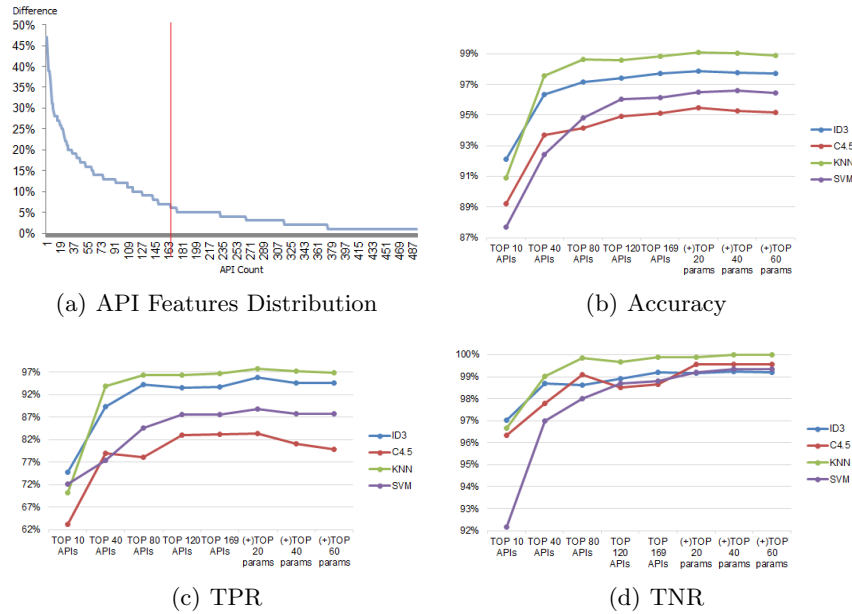 Difference
50%
45%
40%
35%
30%
25%
20%
15%
10%
5%
0%
1 19 37 55 73 91 109 127 145 163 181 199 217 235 253 271 289 307 325 343 361 379 397 415 433 451 469 487
API Count
(a) API Features Distribution
99%
97%
95%
93%
91%
89%
87%
TOP 10 APIs TOP 40 APIs TOP 80 APIs TOP 120 APIs TOP 169 APIs (+)TOP 20 params (+)TOP 40 params (+)TOP 60 params
ID3
C4.5
KNN
SVM
(b) Accuracy
97%
92%
87%
82%
77%
72%
67%
62%
TOP 10 APIs TOP 40 APIs TOP 80 APIs TOP 120 APIs TOP 169 APIs (+)TOP 20 params (+)TOP 40 params (+)TOP 60 params
ID3
C4.5
KNN
SVM
(c) TPR
100%
99%
98%
97%
96%
95%
94%
93%
92%
TOP 10 APIs TOP 40 APIs TOP 80 APIs TOP 120 APIs TOP 169 APIs (+)TOP 20 params (+)TOP 40 params (+)TOP 60 params
ID3
C4.5
KNN
SVM
(d) TNR